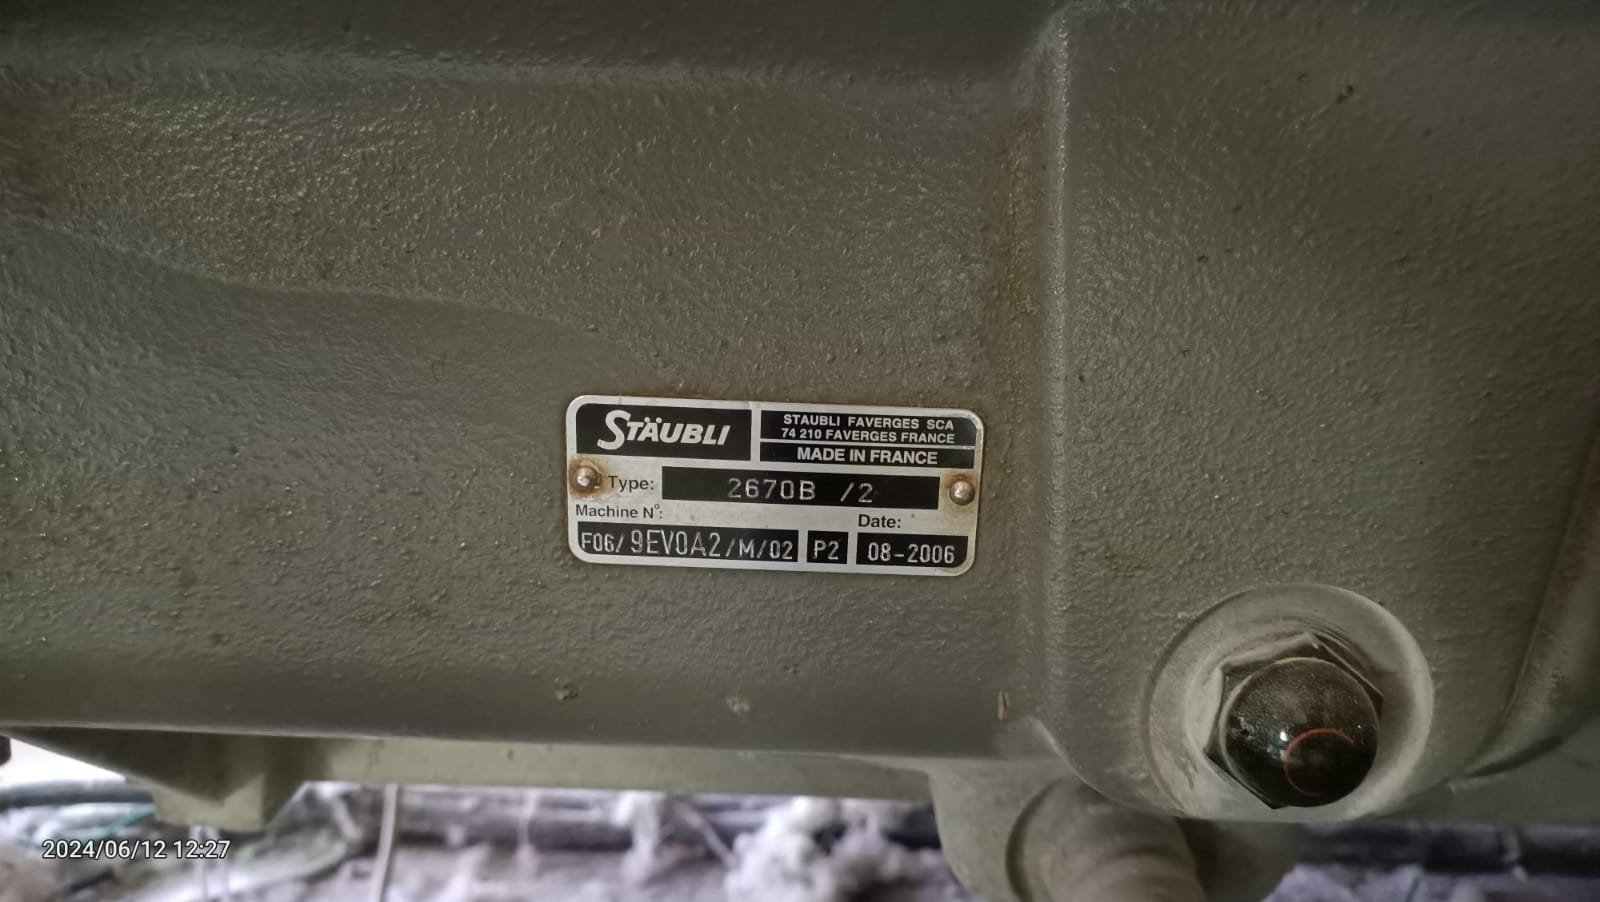 STÄUBLI
STAUBLI FAVERGES SCA
74 210 FAVERGES FRANCE
MADE IN FRANCE
Type: 2670B /2
Machine N°: Date:
F06/9EV0A2/M/02 P2 08-2006
2024/06/12 12:27